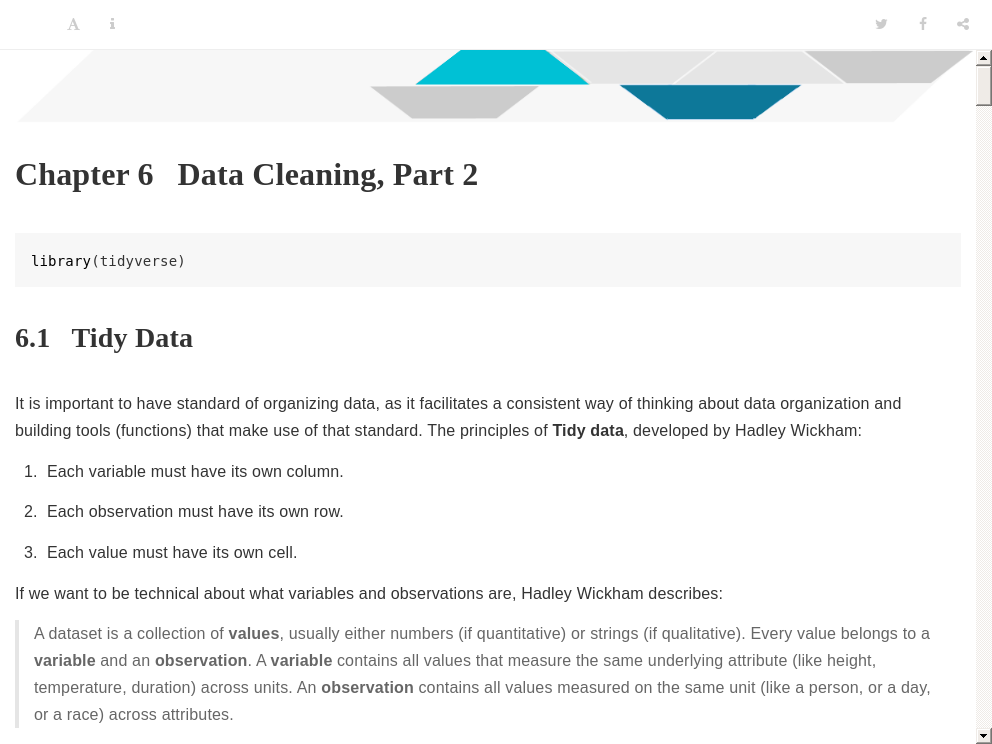 Chapter 6 Data Cleaning, Part 2
library(tidyverse)
6.1 Tidy Data
It is important to have standard of organizing data, as it facilitates a consistent way of thinking about data organization and
building tools (functions) that make use of that standard. The principles of Tidy data, developed by Hadley Wickham:
1. Each variable must have its own column.
2. Each observation must have its own row.
3. Each value must have its own cell.
If we want to be technical about what variables and observations are, Hadley Wickham describes:
A dataset is a collection of values, usually either numbers (if quantitative) or strings (if qualitative). Every value belongs to a
variable and an observation. A variable contains all values that measure the same underlying attribute (like height,
temperature, duration) across units. An observation contains all values measured on the same unit (like a person, or a day,
or a race) across attributes.